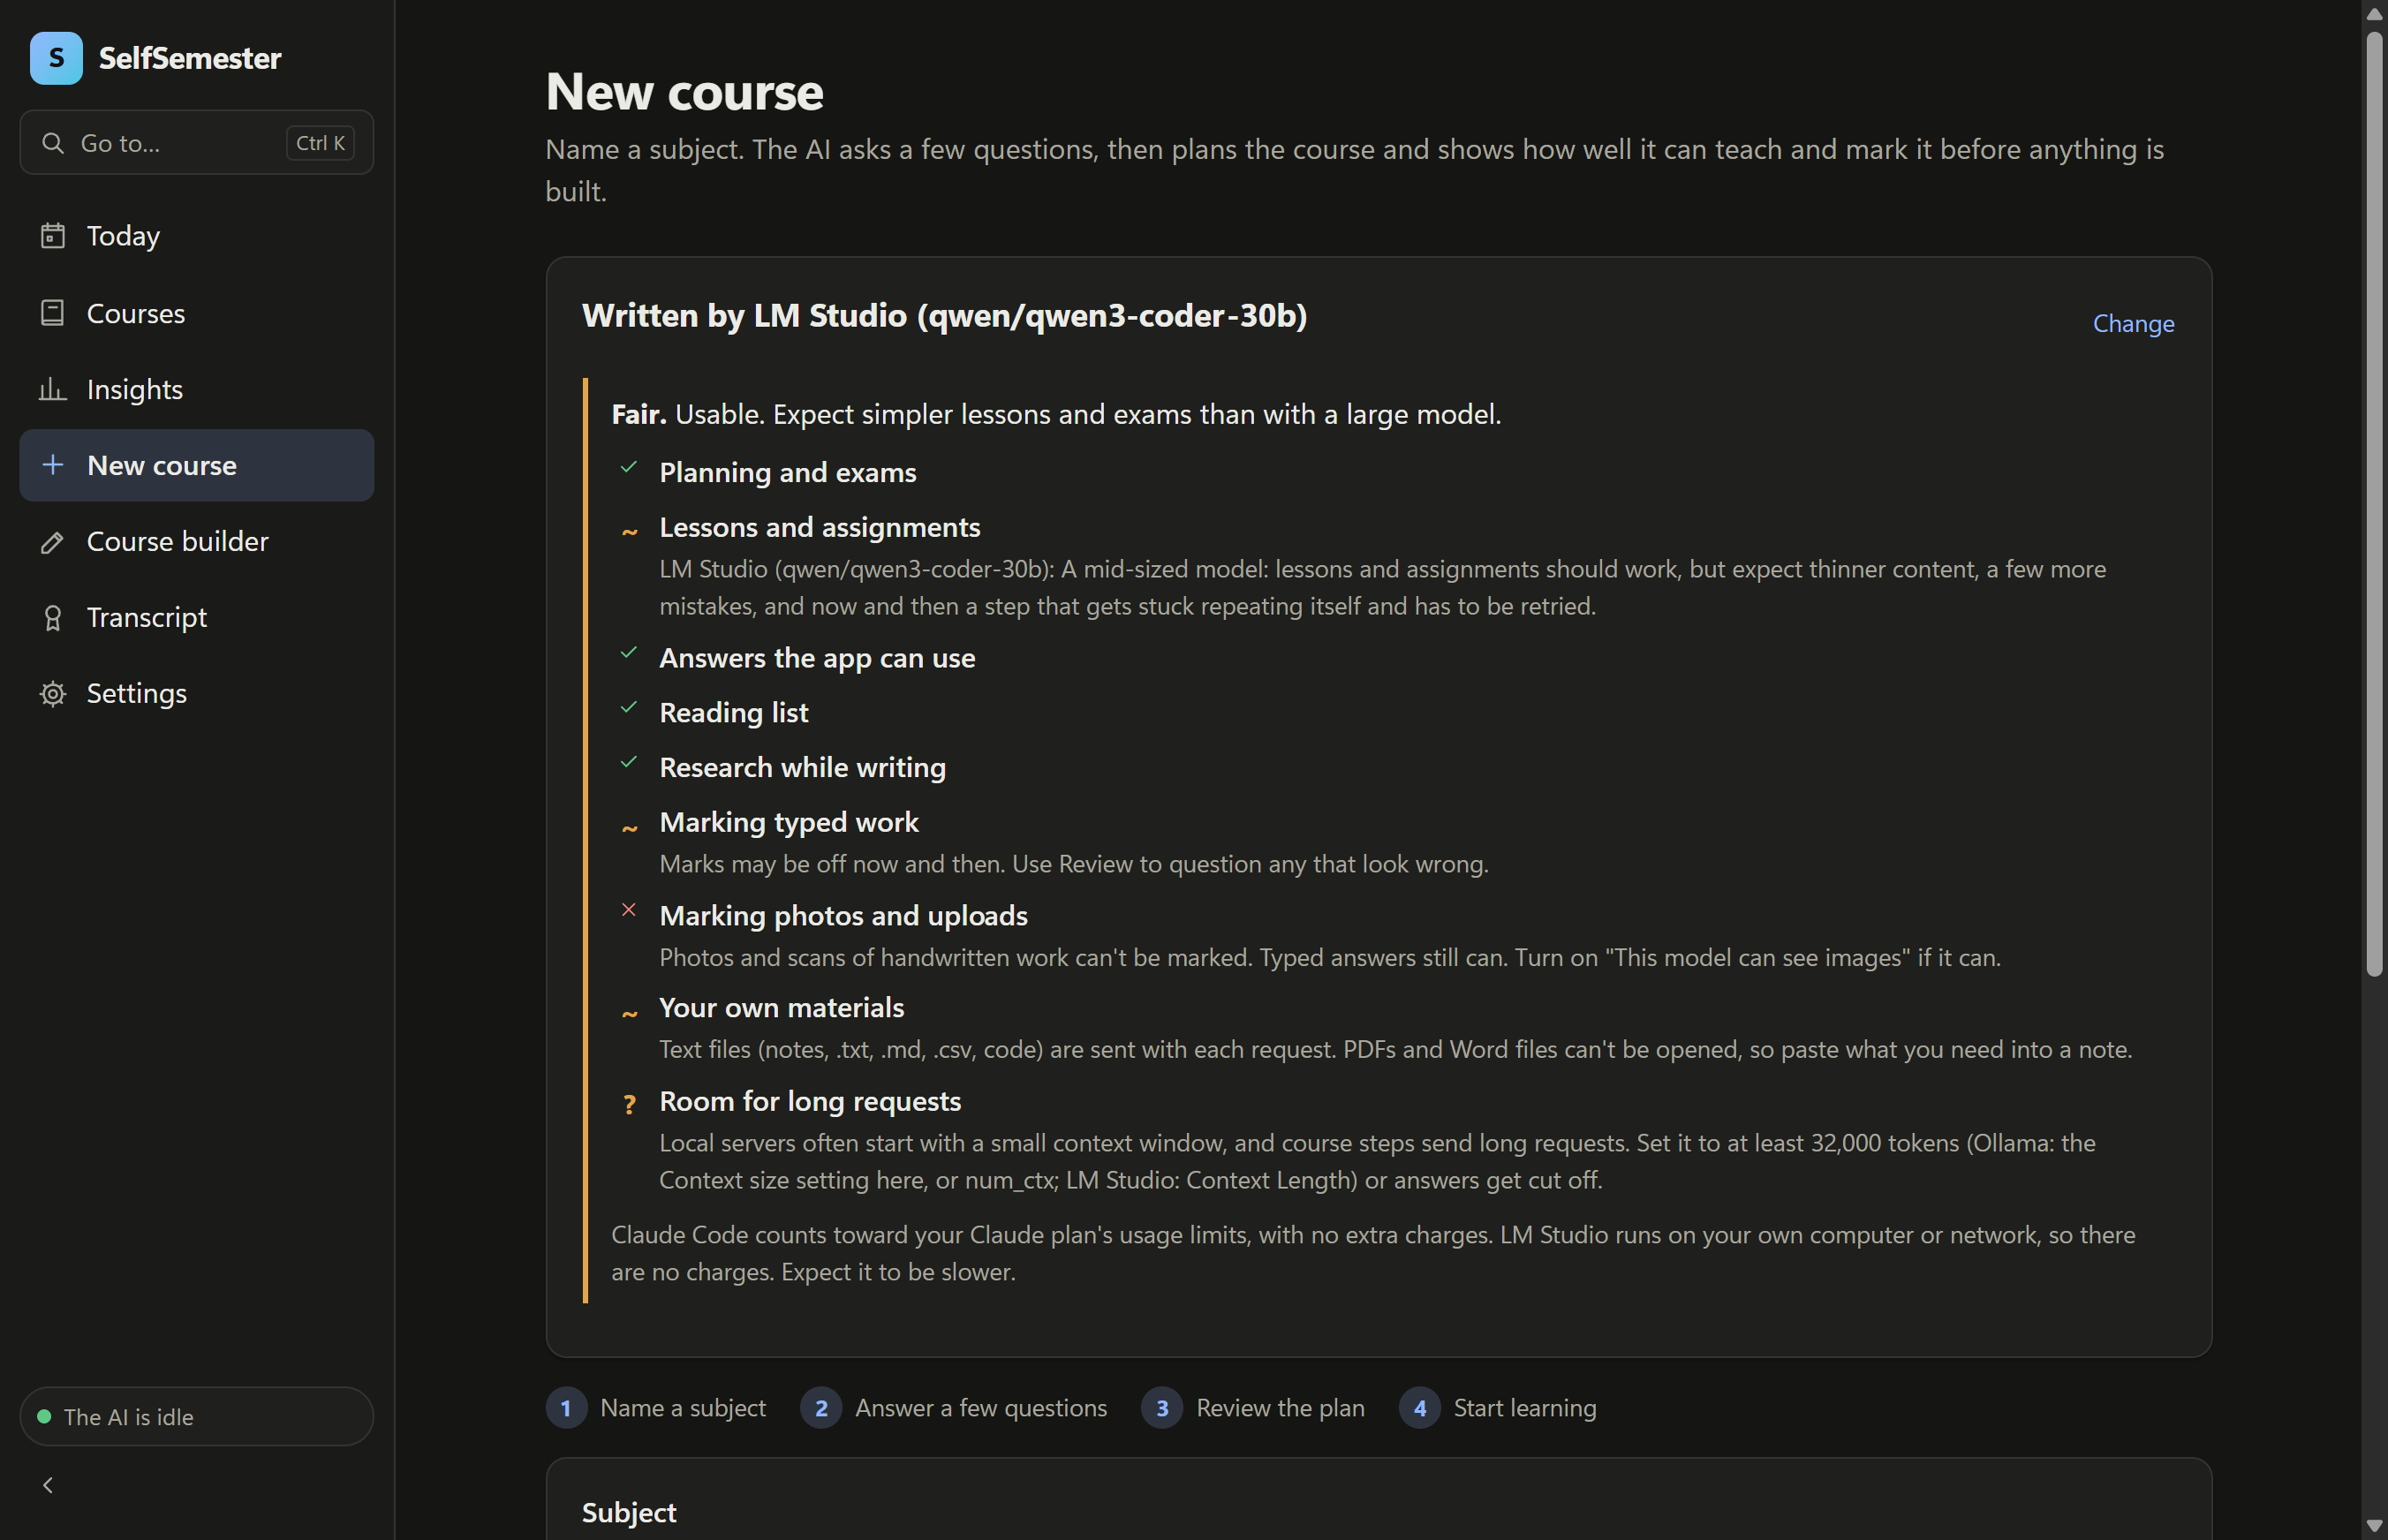 S
SelfSemester
Go to...
Ctrl K
Today
Courses
Insights
New course
Course builder
Transcript
Settings
The AI is idle
New course
Name a subject. The AI asks a few questions, then plans the course and shows how well it can teach and mark it before anything is
built.
Written by LM Studio (qwen/qwen3-coder-30b)
Change
Fair. Usable. Expect simpler lessons and exams than with a large model.
Planning and exams
~ Lessons and assignments
LM Studio (qwen/qwen3-coder-30b): A mid-sized model: lessons and assignments should work, but expect thinner content, a few more
mistakes, and now and then a step that gets stuck repeating itself and has to be retried.
Answers the app can use
Reading list
Research while writing
~ Marking typed work
Marks may be off now and then. Use Review to question any that look wrong.
Marking photos and uploads
Photos and scans of handwritten work can't be marked. Typed answers still can. Turn on "This model can see images" if it can.
~ Your own materials
Text files (notes, .txt, .md, .csv, code) are sent with each request. PDFs and Word files can't be opened, so paste what you need into a note.
? Room for long requests
Local servers often start with a small context window, and course steps send long requests. Set it to at least 32,000 tokens (Ollama: the
Context size setting here, or num_ctx; LM Studio: Context Length) or answers get cut off.
Claude Code counts toward your Claude plan's usage limits, with no extra charges. LM Studio runs on your own computer or network, so there
are no charges. Expect it to be slower.
1 Name a subject 2 Answer a few questions 3 Review the plan 4 Start learning
Subject